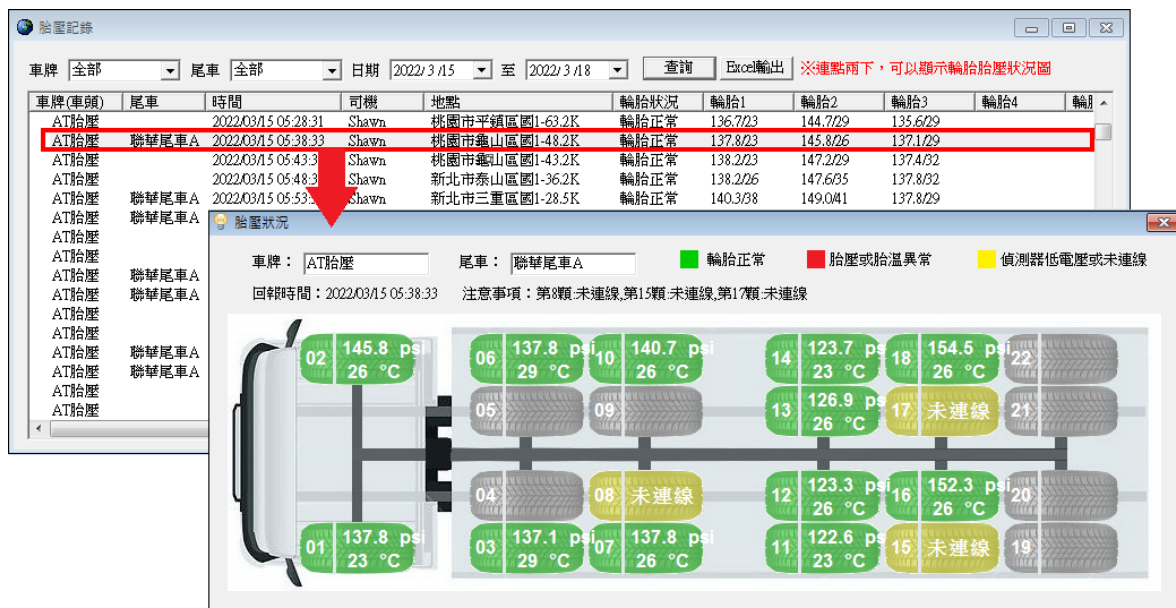 胎壓記錄
車牌 全部 尾車 全部 日期 2022/ 3 /15 至 2022/ 3 /18 查詢 Excel輸出 ※連點兩下，可以顯示輪胎胎壓狀況圖
車牌(車頭) 尾車 時間 司機 地點 輪胎狀況 輪胎1 輪胎2 輪胎3 輪胎4
AT胎壓 2022/03/15 05:28:31 Shawn 桃園市平鎮區國1-63.2K 輪胎正常 136.7/23 144.7/29 135.6/29
AT胎壓 聯華尾車A 2022/03/15 05:38:33 Shawn 桃園市龜山區國1-48.2K 輪胎正常 137.8/23 145.8/26 137.1/29
AT胎壓 2022/03/15 05:43:3 Shawn 桃園市龜山區國1-43.2K 輪胎正常 138.2/23 147.2/29 137.4/32
AT胎壓 2022/03/15 05:48:3 Shawn 新北市泰山區國1-36.2K 輪胎正常 138.2/26 147.6/35 137.8/32
AT胎壓 聯華尾車A 2022/03/15 05:53: Shawn 新北市三重區國1-28.5K 輪胎正常 140.3/38 149.0/41 137.8/29
AT胎壓 聯華尾車A
AT胎壓
AT胎壓
AT胎壓 聯華尾車A
AT胎壓 聯華尾車A
AT胎壓
AT胎壓
AT胎壓 聯華尾車A
AT胎壓 聯華尾車A
AT胎壓
AT胎壓
胎壓狀況
車牌： AT胎壓 尾車： 聯華尾車A 輪胎正常 胎壓或胎溫異常 偵測器低電壓或未連線
回報時間：2022/03/15 05:38:33 注意事項：第8顆:未連線,第15顆:未連線,第17顆:未連線
02 145.8 psi 26 °C
06 137.8 psi 29 °C
10 140.7 psi 26 °C
14 123.7 ps 23 °C
18 154.5 psi 26 °C
22
05
09
13 126.9 ps 26 °C
17 未連線
21
04
08 未連線
12 123.3 ps 26 °C
16 152.3 psi 26 °C
20
01 137.8 psi 23 °C
03 137.1 psi 29 °C
07 137.8 psi 26 °C
11 122.6 ps 23 °C
15 未連線
19